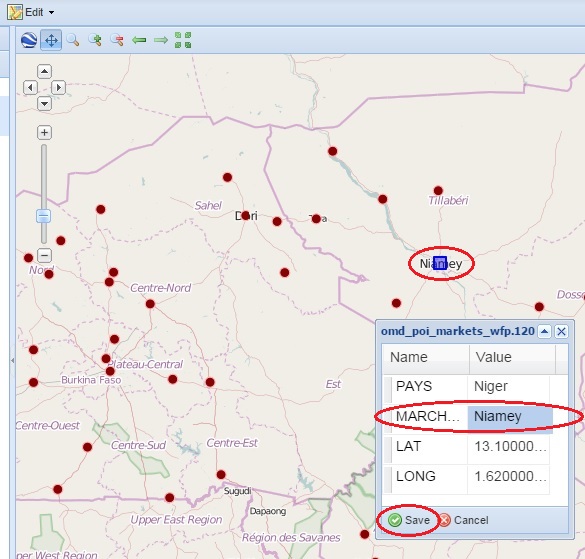 Edit
Sahel
Dori
Tillabéri
Niamey
Nord
Centre-Nord
Dosso
omd_poi_markets_wfp.120
Name Value
PAYS Niger
MARCH... Niamey
LAT 13.10000...
LONG 1.620000...
Save Cancel
Plateau-Central
Burkina Faso
Est
Centre-Ouest
Centre-Sud
Centre-Est
Sugudi
Dapaong
Upper East Region
Région des Savanes
Upper West Region